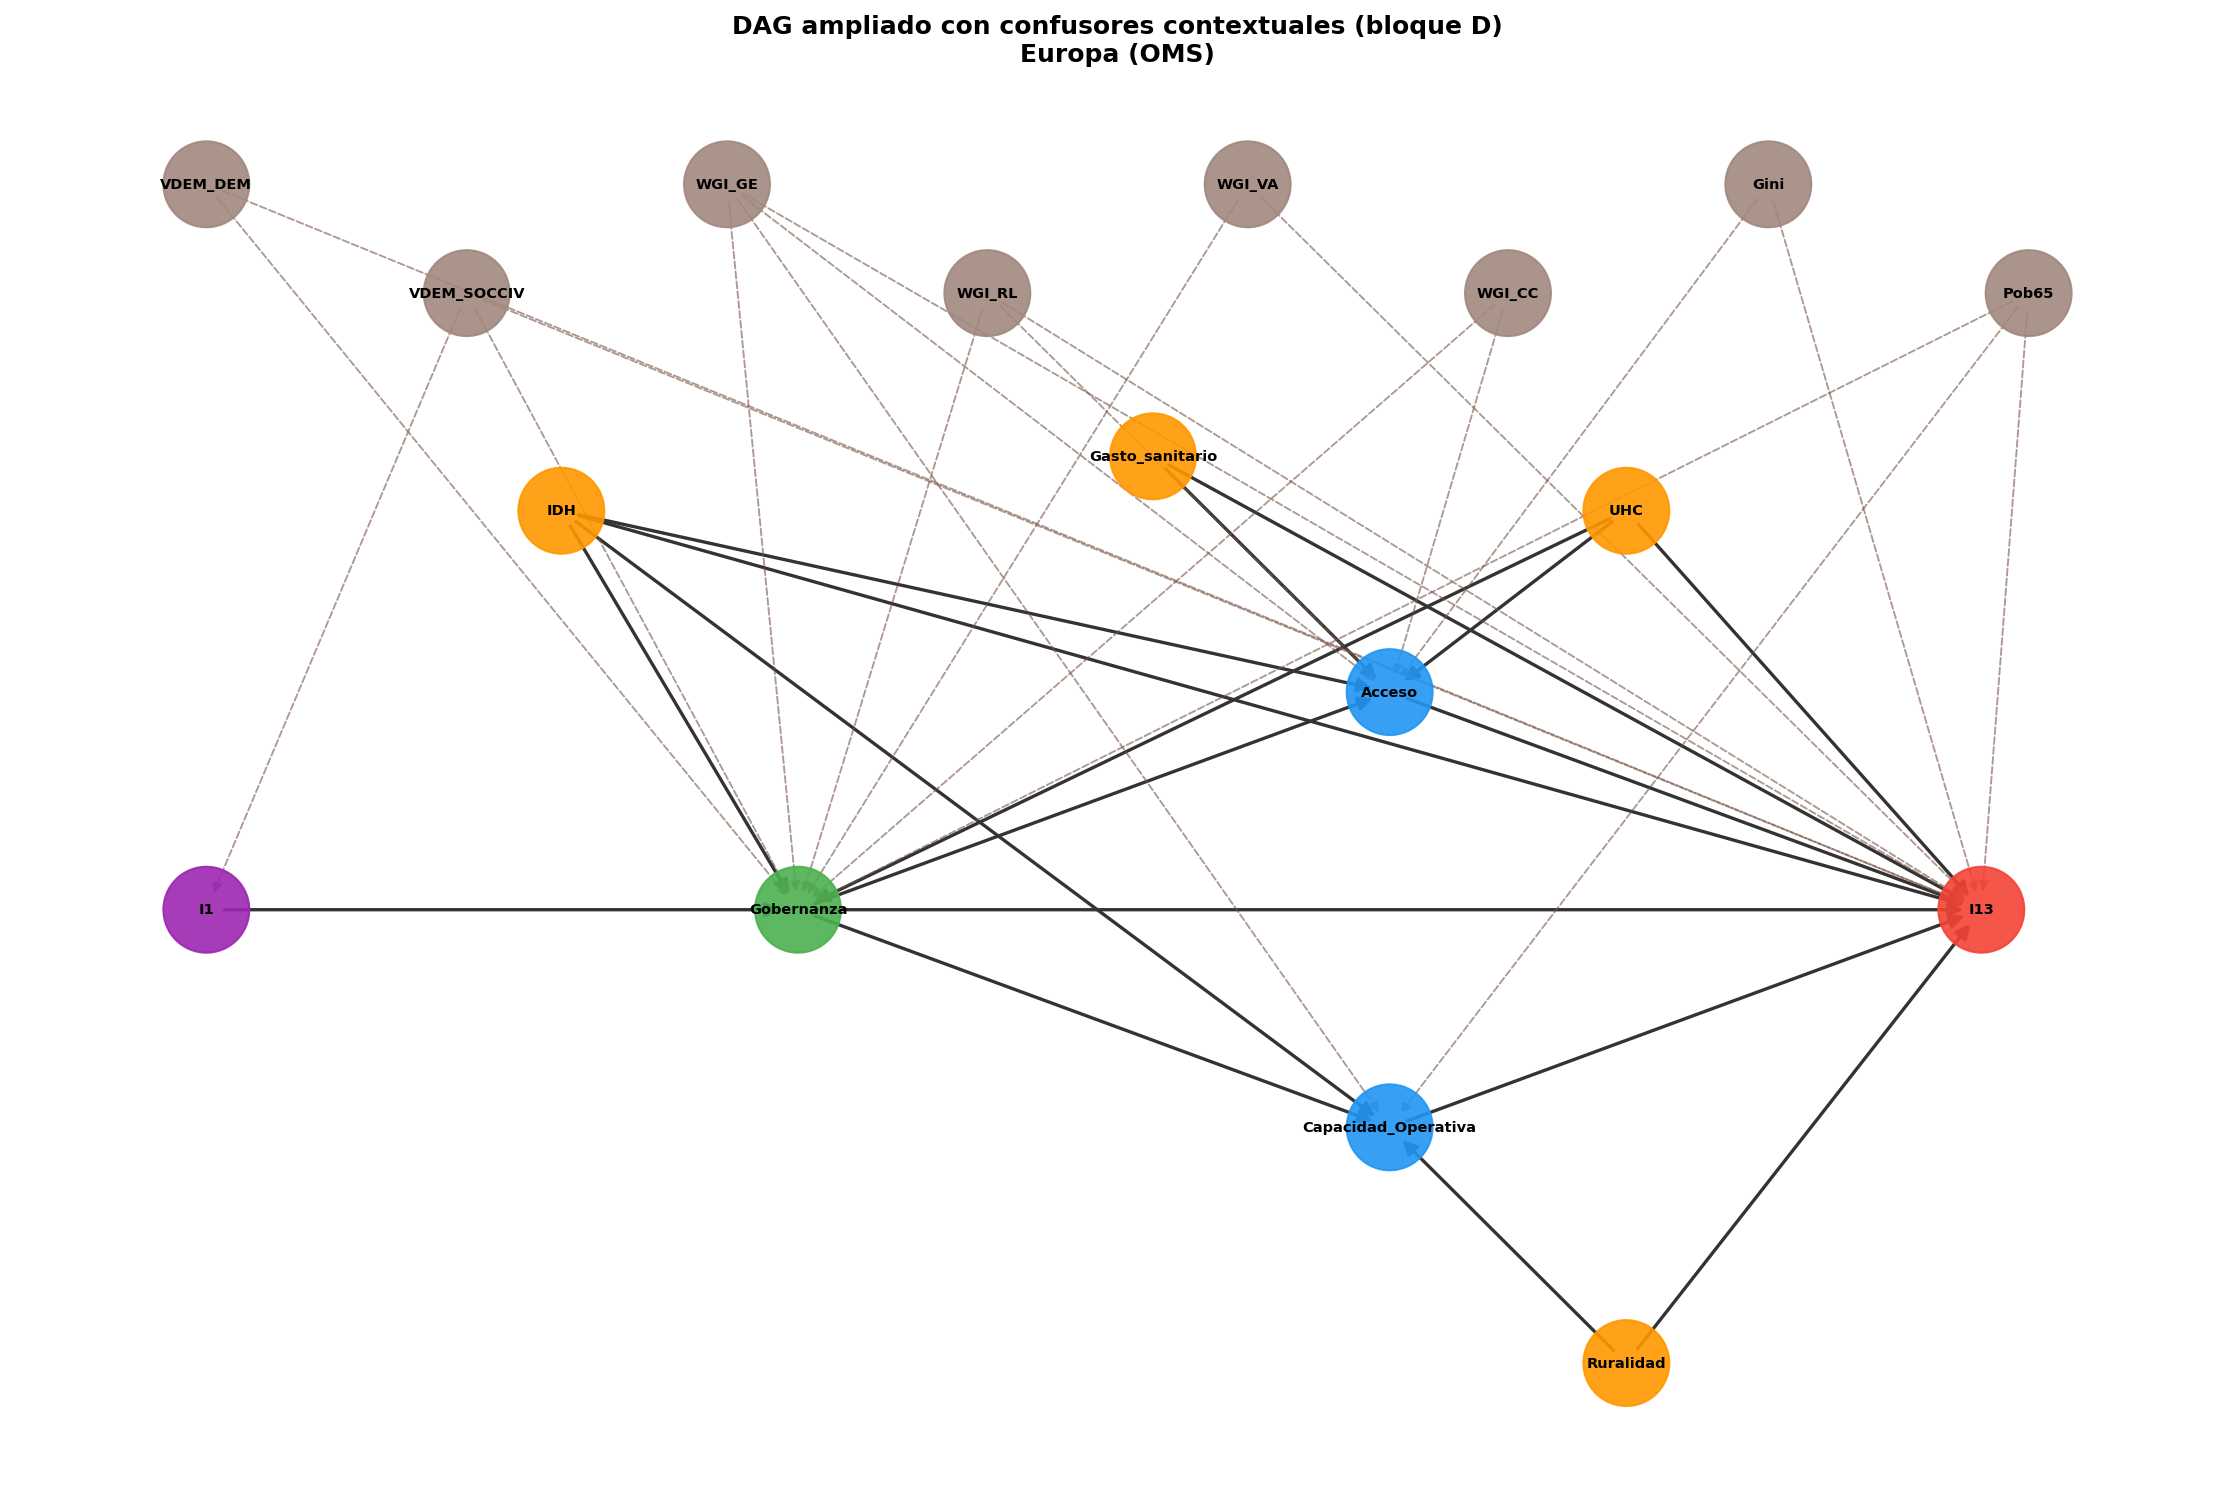 DAG ampliado con confusores contextuales (bloque D)
Europa (OMS)
VDEM_DEM
WGI_GE
WGI_VA
Gini
VDEM_SOCCIV
WGI_RL
WGI_CC
Pob65
Gasto_sanitario
IDH
UHC
Acceso
I1
Gobernanza
I13
Capacidad_Operativa
Ruralidad